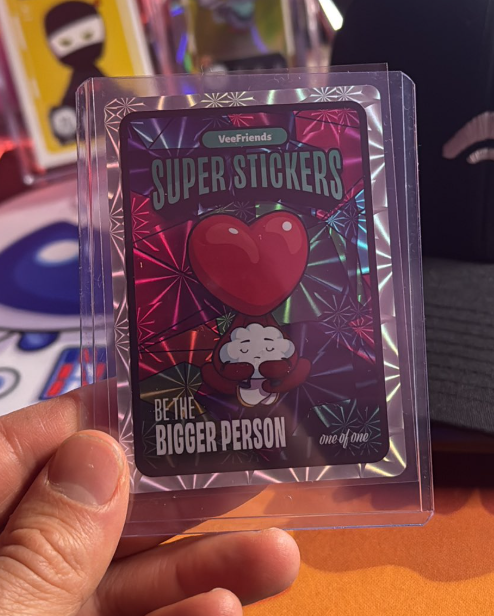 VeeFriends
SUPER STICKERS
BE THE
BIGGER PERSON
one of one